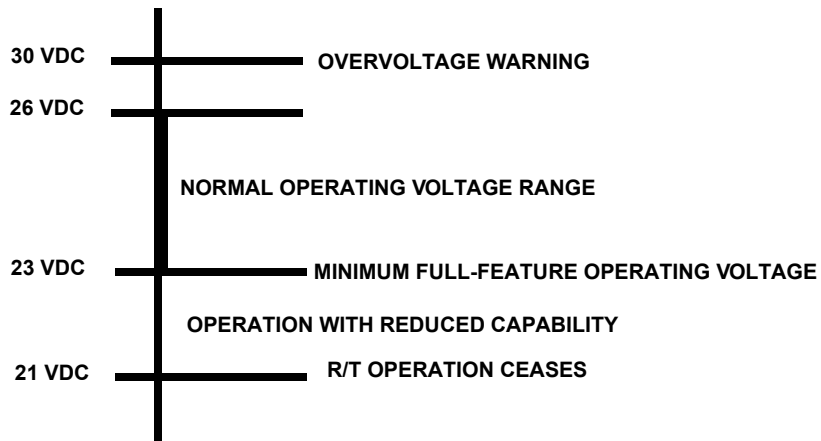 30 VDC OVERVOLTAGE WARNING
26 VDC
NORMAL OPERATING VOLTAGE RANGE
23 VDC MINIMUM FULL-FEATURE OPERATING VOLTAGE
OPERATION WITH REDUCED CAPABILITY
21 VDC R/T OPERATION CEASES